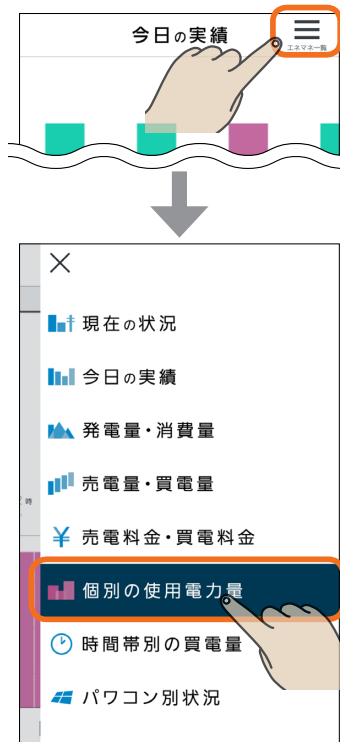 今日の実績
エネマネ一覧
現在の状況
今日の実績
発電量・消費量
売電量・買電量
時
売電料金・買電料金
個別の使用電力量
時間帯別の買電量
パワコン別状況